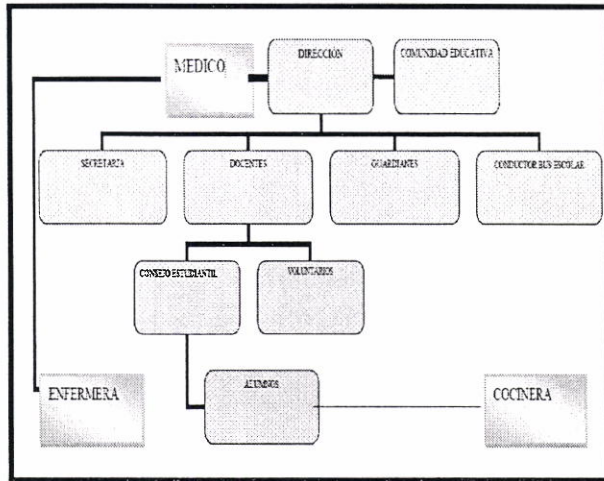 MEDICO
DIRECCIÓN
COMUNIDAD EDUCATIVA
SECRETARIA
DOCENTES
GUARDIANES
CONDUCTOR BUS ESCOLAR
CONSEJO ESTUDIANTIL
VOLUNTARIOS
ENFERMERA
ALUMNOS
COCINERA